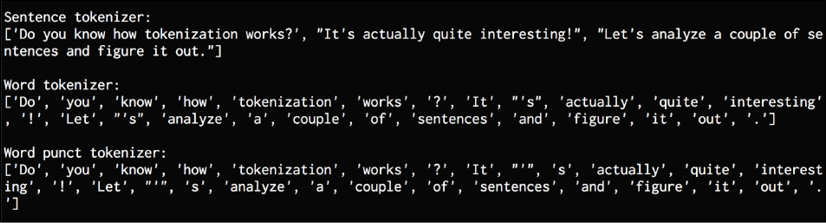 Sentence tokenizer:
['Do you know how tokenization works?', "It's actually quite interesting!", "Let's analyze a couple of se
ntences and figure it out."]
Word tokenizer:
['Do', 'you', 'know', 'how', 'tokenization', 'works', '?', 'It', "'s", 'actually', 'quite', 'interesting'
, '!', 'Let', "'s", 'analyze', 'a', 'couple', 'of', 'sentences', 'and', 'figure', 'it', 'out', '.']
Word punct tokenizer:
['Do', 'you', 'know', 'how', 'tokenization', 'works', '?', 'It', "'", 's', 'actually', 'quite', 'interest
ing', '!', 'Let', "'", 's', 'analyze', 'a', 'couple', 'of', 'sentences', 'and', 'figure', 'it', 'out', '.
']